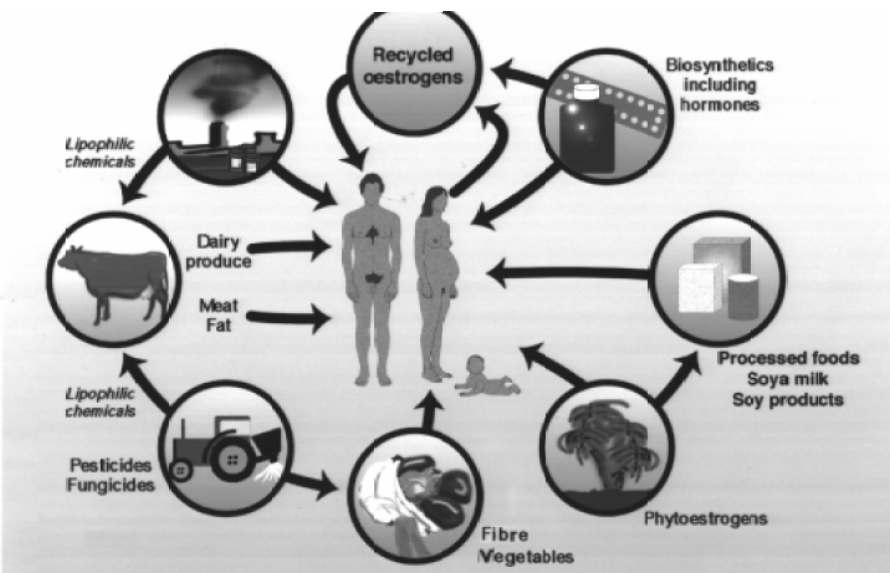 Recycled
oestrogens
Biosynthetics
including
hormones
Lipophilic
chemicals
Dairy
produce
Meat
Fat
Processed foods
Soya milk
Soy products
Lipophilic
chemicals
Pesticides
Fungicides
Phytoestrogens
Fibre
Vegetables